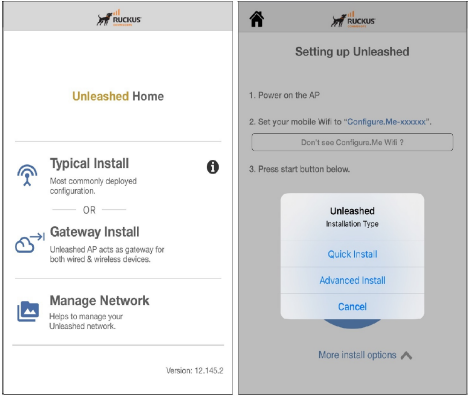 RUCKUS
Unleashed Home
Typical Install
Most commonly deployed
configuration.
OR
Gateway Install
Unleashed AP acts as gateway for
both wired & wireless devices.
Manage Network
Helps to manage your
Unleashed network.
Version: 12.145.2
RUCKUS
Setting up Unleashed
1. Power on the AP
2. Set your mobile Wifi to "Configure.Me-xxxxxx".
Don't see Configure.Me Wifi ?
3. Press start button below.
Unleashed
Installation Type
Quick Install
Advanced Install
Cancel
More install options